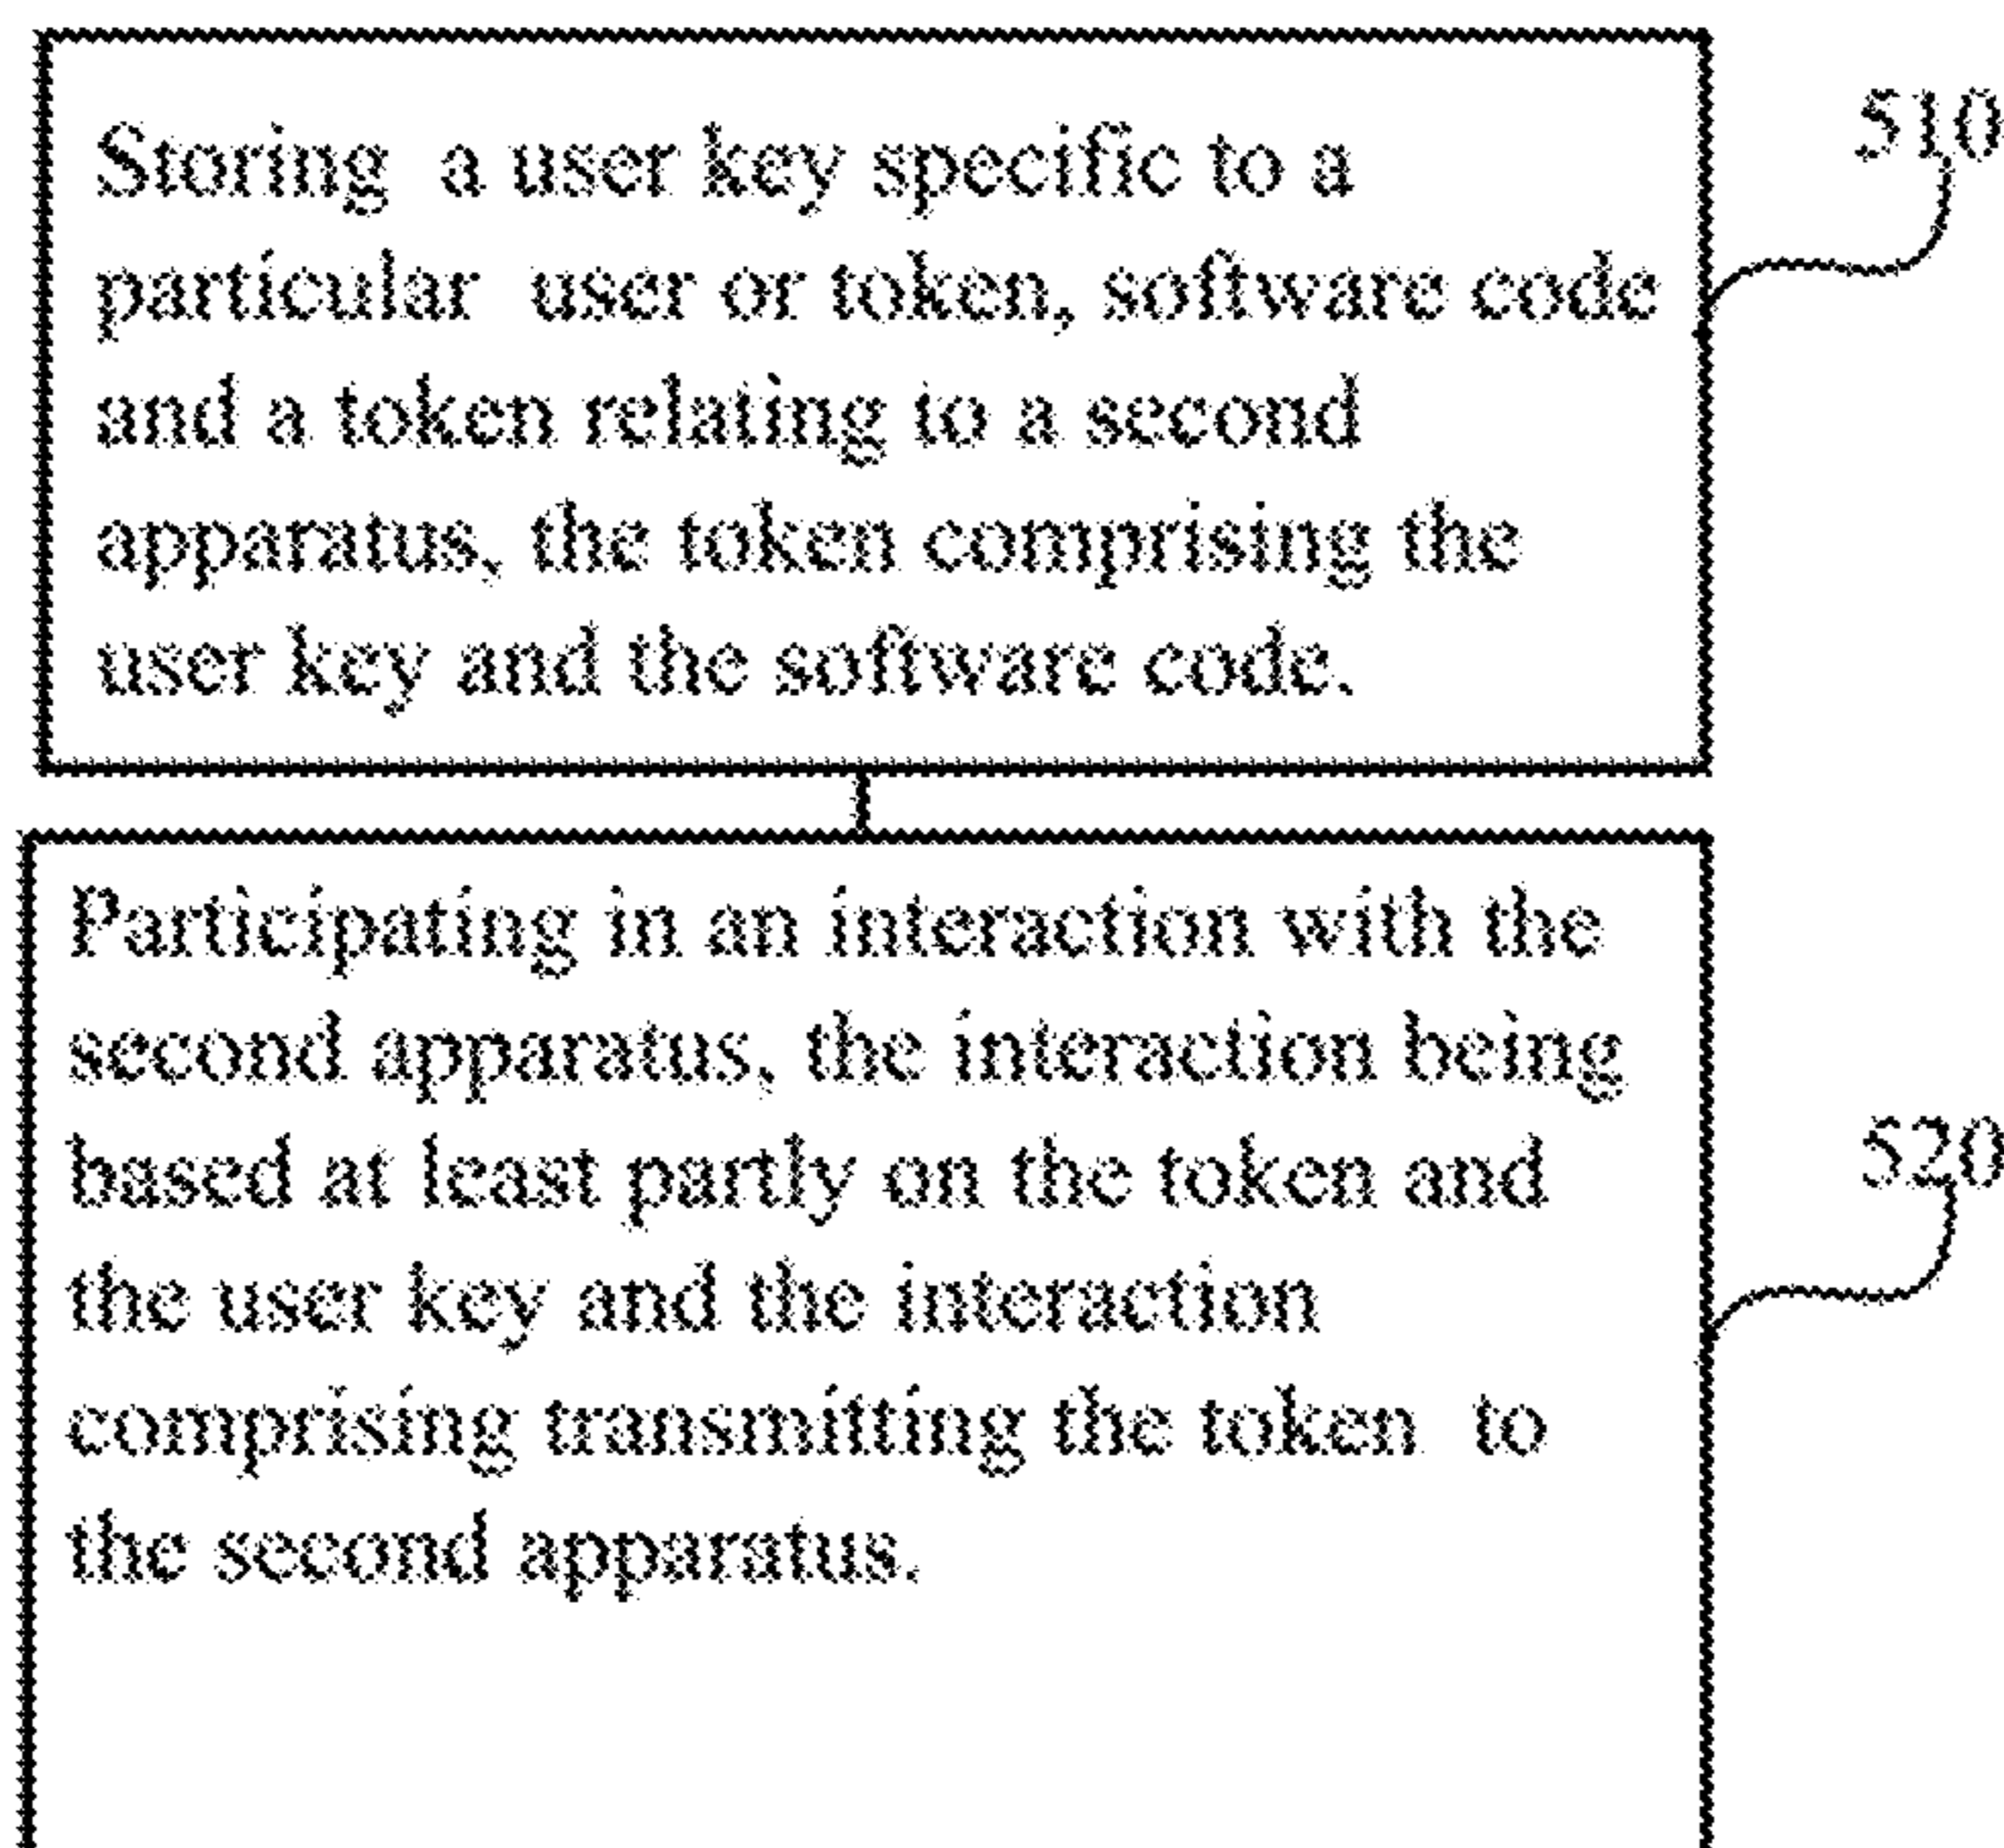 Storing a user key specific to a
particular user or token, software code
and a token relating to a second
apparatus, the token comprising the
user key and the software code.
510
Participating in an interaction with the
second apparatus, the interaction being
based at least partly on the token and
the user key and the interaction
comprising transmitting the token to
the second apparatus.
520